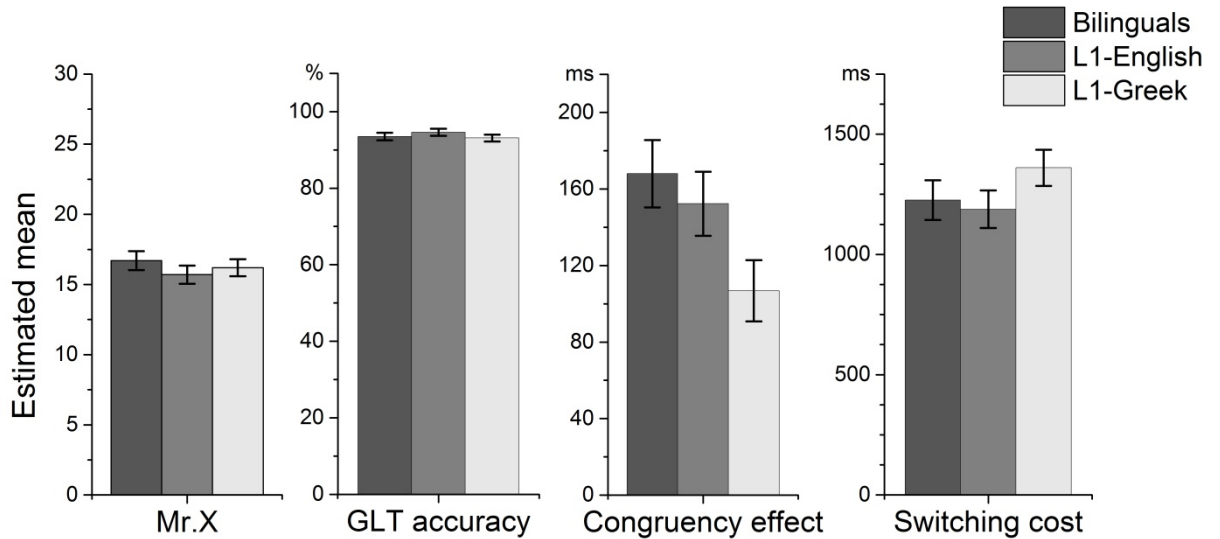 Bilinguals
L1-English
L1-Greek
Estimated mean
30
25
20
15
10
5
0
Mr.X
%
100
80
60
40
20
0
GLT accuracy
ms
200
160
120
80
40
0
Congruency effect
ms
1500
1000
500
0
Switching cost